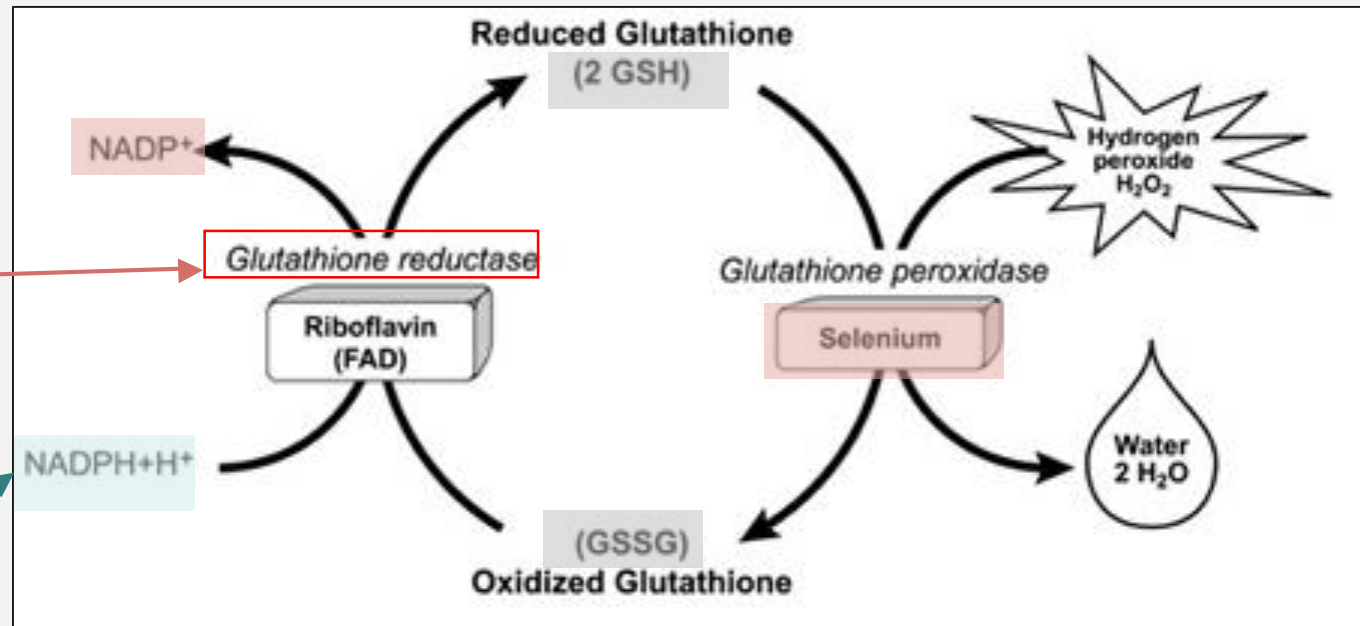 Reduced Glutathione
(2 GSH)
NADP⁺
Hydrogen
peroxide
H₂O₂
Glutathione reductase
Glutathione peroxidase
Riboflavin
(FAD)
Selenium
NADPH+H⁺
Water
2 H₂O
(GSSG)
Oxidized Glutathione